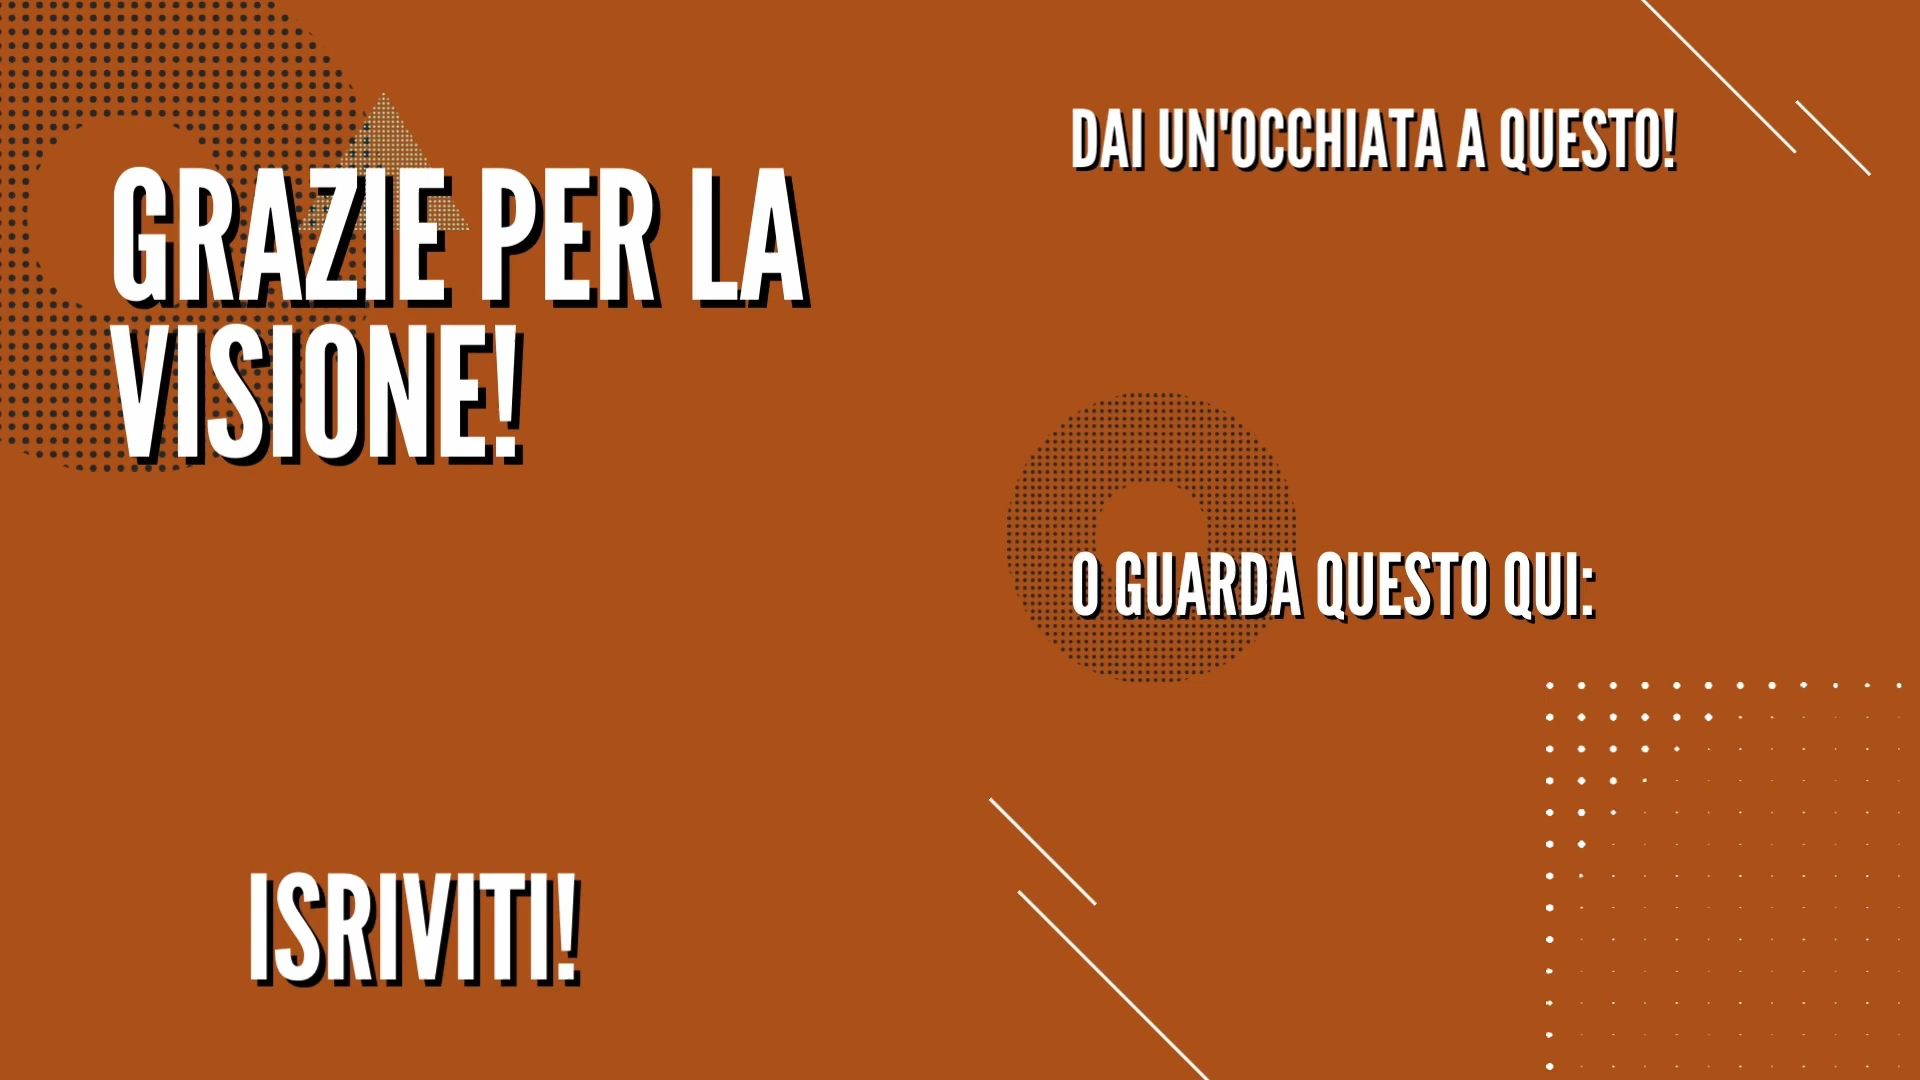 GRAZIE PER LA
VISIONE!
ISRIVITI!
DAI UN'OCCHIATA A QUESTO!
O GUARDA QUESTO QUI: